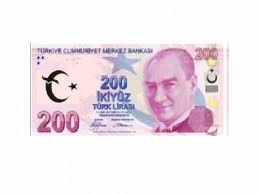 TÜRKİYE CUMHURİYET MERKEZ BANKASI
200
200
İKİYÜZ
TÜRK LİRASI
200